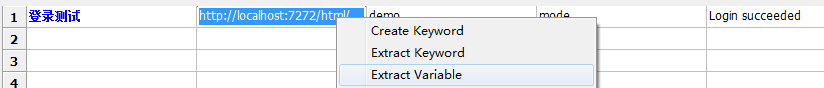 1 登录测试 http://localhost:7272/html/ demo mode Login succeeded
Create Keyword
2
Extract Keyword
3
Extract Variable
4